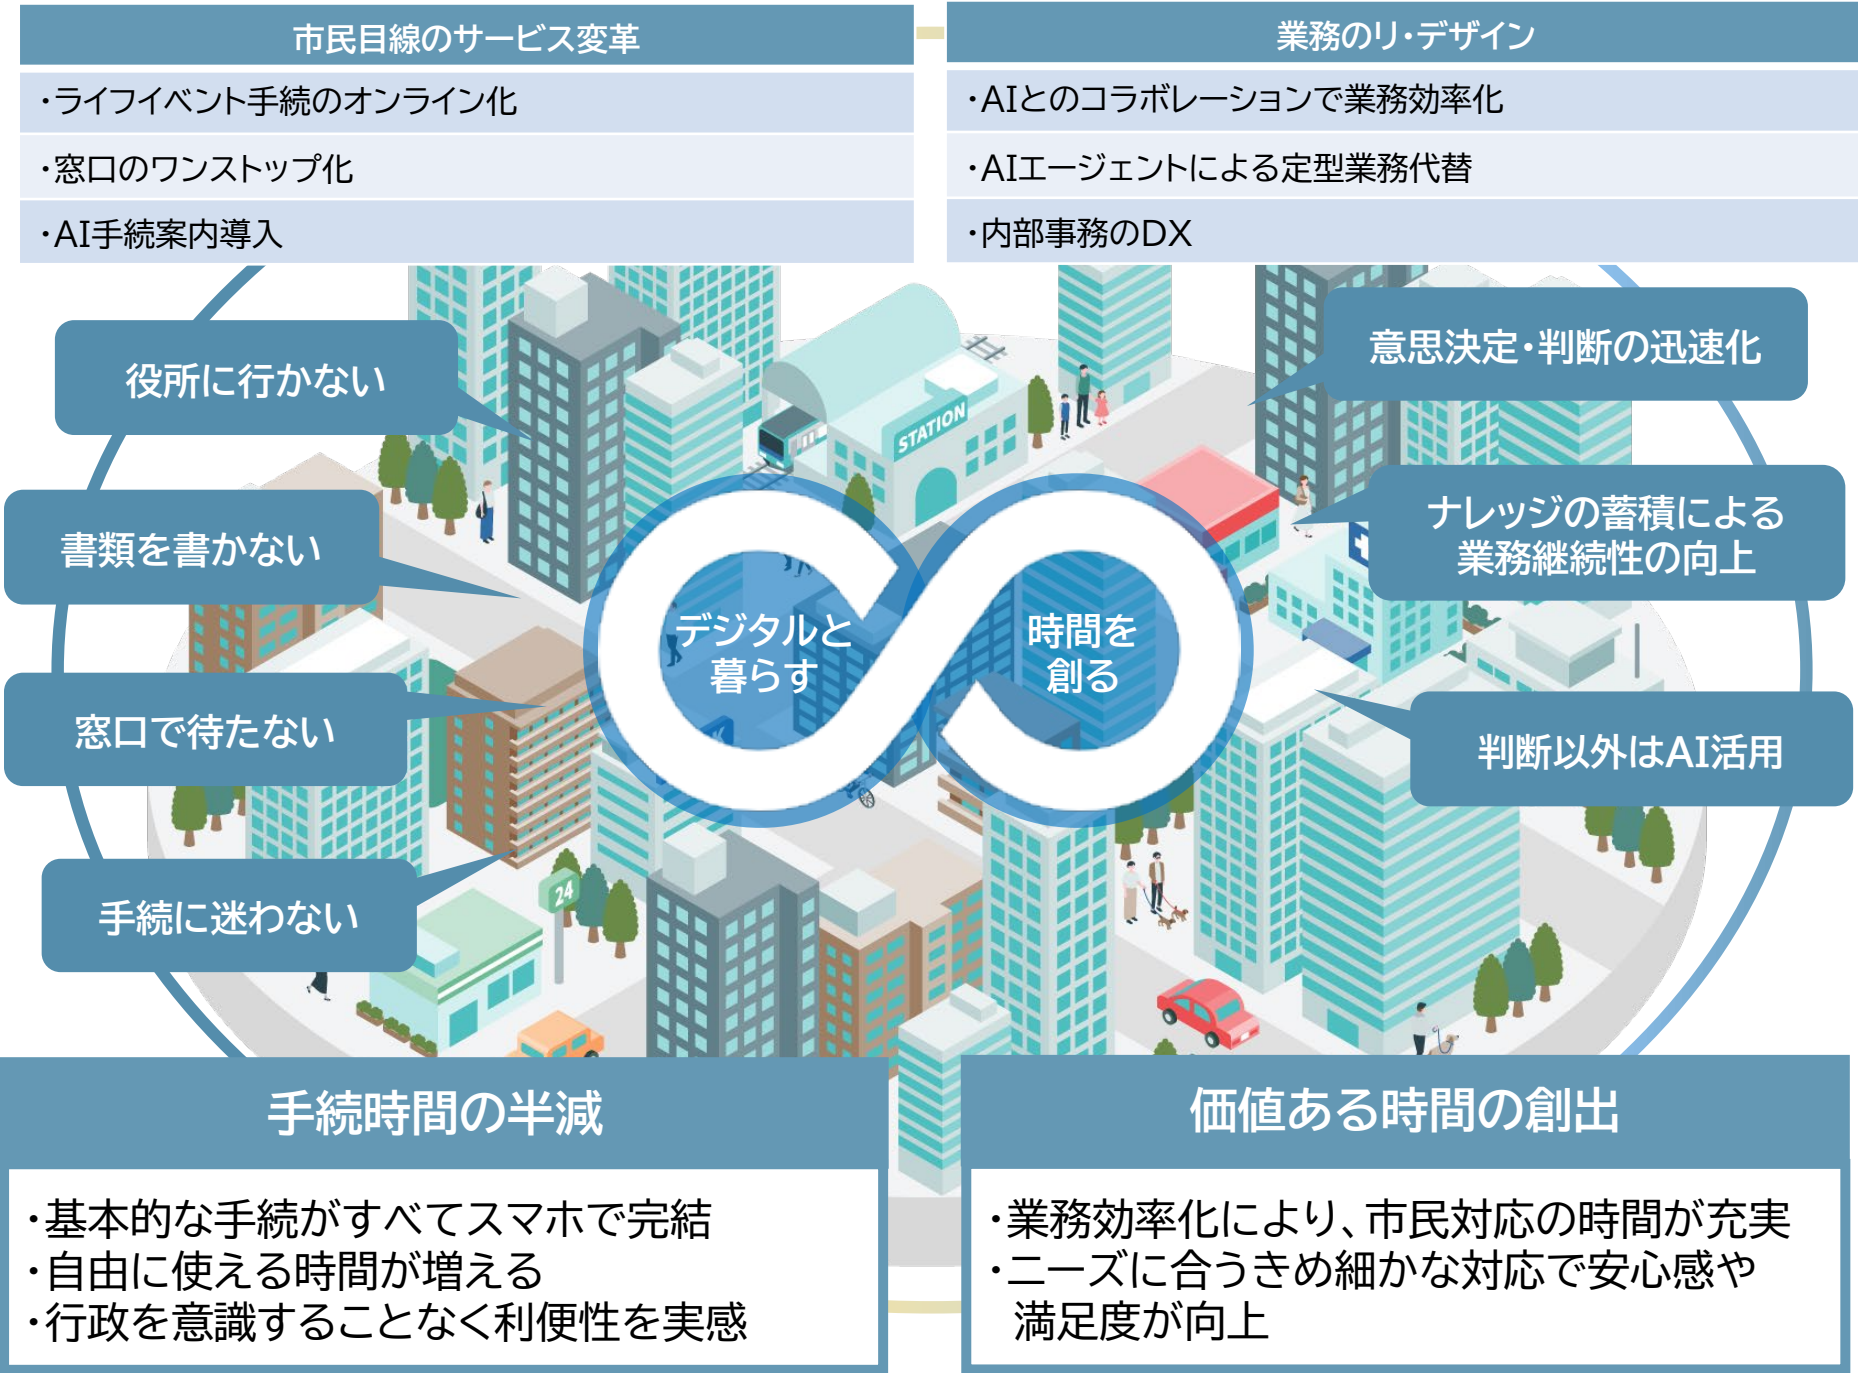 市民目線のサービス変革
・ライフイベント手続のオンライン化
・窓口のワンストップ化
・AI手続案内導入
業務のリ・デザイン
・AIとのコラボレーションで業務効率化
・AIエージェントによる定型業務代替
・内部事務のDX
役所に行かない
書類を書かない
窓口で待たない
手続に迷わない
STATION
デジタルと
暮らす
時間を
創る
24
意思決定・判断の迅速化
ナレッジの蓄積による
業務継続性の向上
判断以外はAI活用
手続時間の半減
・基本的な手続がすべてスマホで完結
・自由に使える時間が増える
・行政を意識することなく利便性を実感
価値ある時間の創出
・業務効率化により、市民対応の時間が充実
・ニーズに合うきめ細かな対応で安心感や
満足度が向上